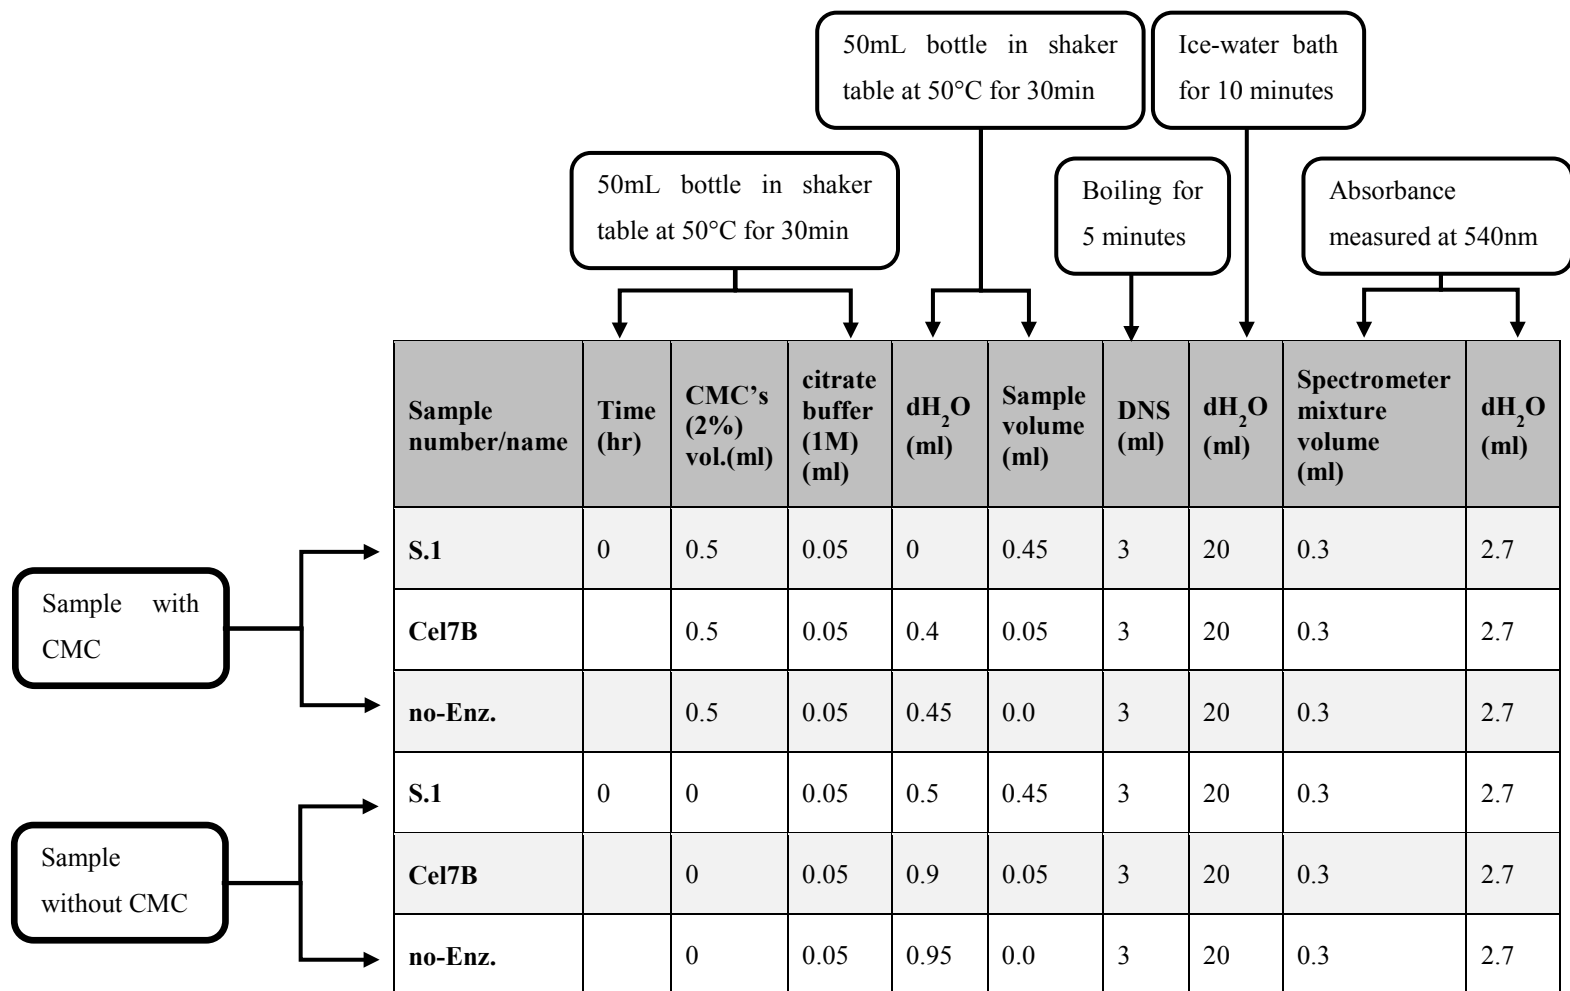 50mL bottle in shaker
table at 50°C for 30min
Ice-water bath
for 10 minutes
50mL bottle in shaker
table at 50°C for 30min
Boiling for
5 minutes
Absorbance
measured at 540nm
Sample number/name Time (hr) CMC's (2%) vol.(ml) citrate buffer (1M) (ml) dH₂O (ml) Sample volume (ml) DNS (ml) dH₂O (ml) Spectrometer mixture volume (ml) dH₂O (ml)
S.1 0 0.5 0.05 0 0.45 3 20 0.3 2.7
Sample with
CMC
Cel7B 0.5 0.05 0.4 0.05 3 20 0.3 2.7
no-Enz. 0.5 0.05 0.45 0.0 3 20 0.3 2.7
S.1 0 0 0.05 0.5 0.45 3 20 0.3 2.7
Sample
without CMC
Cel7B 0 0.05 0.9 0.05 3 20 0.3 2.7
no-Enz. 0 0.05 0.95 0.0 3 20 0.3 2.7